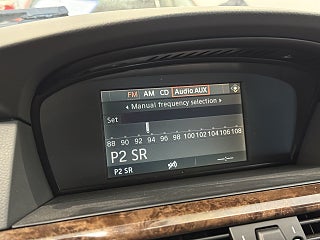 FM AM CD Audio AUX
Manual frequency selection
Set
88 90 92 94 96 98 100 102 104 106 108
P2 SR
P2 SR